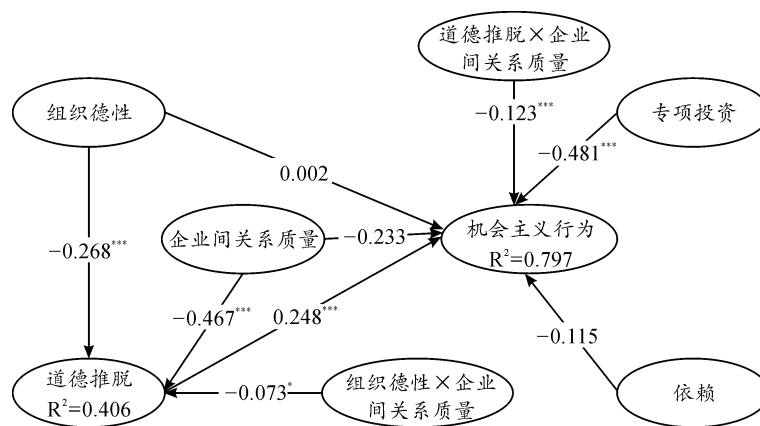 道德推脱×企业
间关系质量
组织德性
−0.123***
专项投资
−0.481***
0.002
−0.268***
企业间关系质量
−0.233
机会主义行为
R²=0.797
−0.467***
0.248***
−0.115
道德推脱
R²=0.406
−0.073*
组织德性×企业
间关系质量
依赖